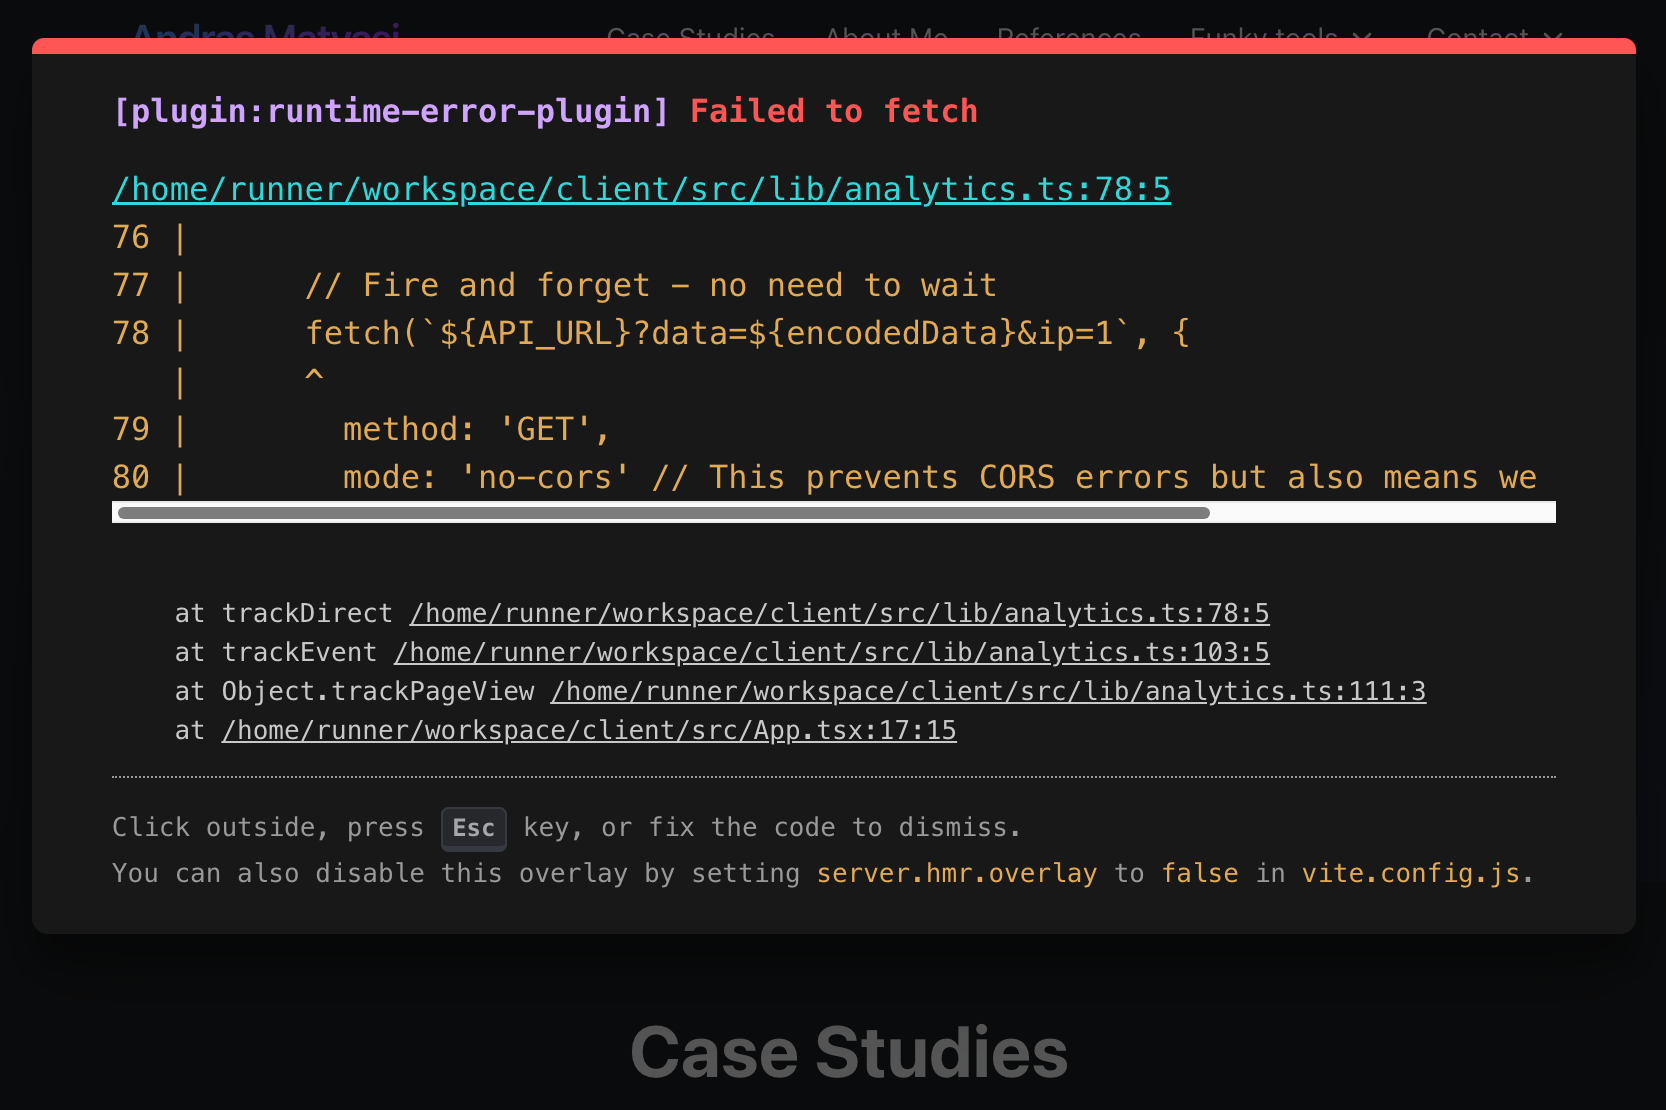 Andras Matyasi Case Studies About Me References Funky tools Contact
[plugin:runtime-error-plugin] Failed to fetch
/home/runner/workspace/client/src/lib/analytics.ts:78:5
76 |
77 |      // Fire and forget - no need to wait
78 |      fetch(`${API_URL}?data=${encodedData}&ip=1`, {
   |      ^
79 |        method: 'GET',
80 |        mode: 'no-cors' // This prevents CORS errors but also means we
at trackDirect /home/runner/workspace/client/src/lib/analytics.ts:78:5
at trackEvent /home/runner/workspace/client/src/lib/analytics.ts:103:5
at Object.trackPageView /home/runner/workspace/client/src/lib/analytics.ts:111:3
at /home/runner/workspace/client/src/App.tsx:17:15
Click outside, press Esc key, or fix the code to dismiss.
You can also disable this overlay by setting server.hmr.overlay to false in vite.config.js.
Case Studies